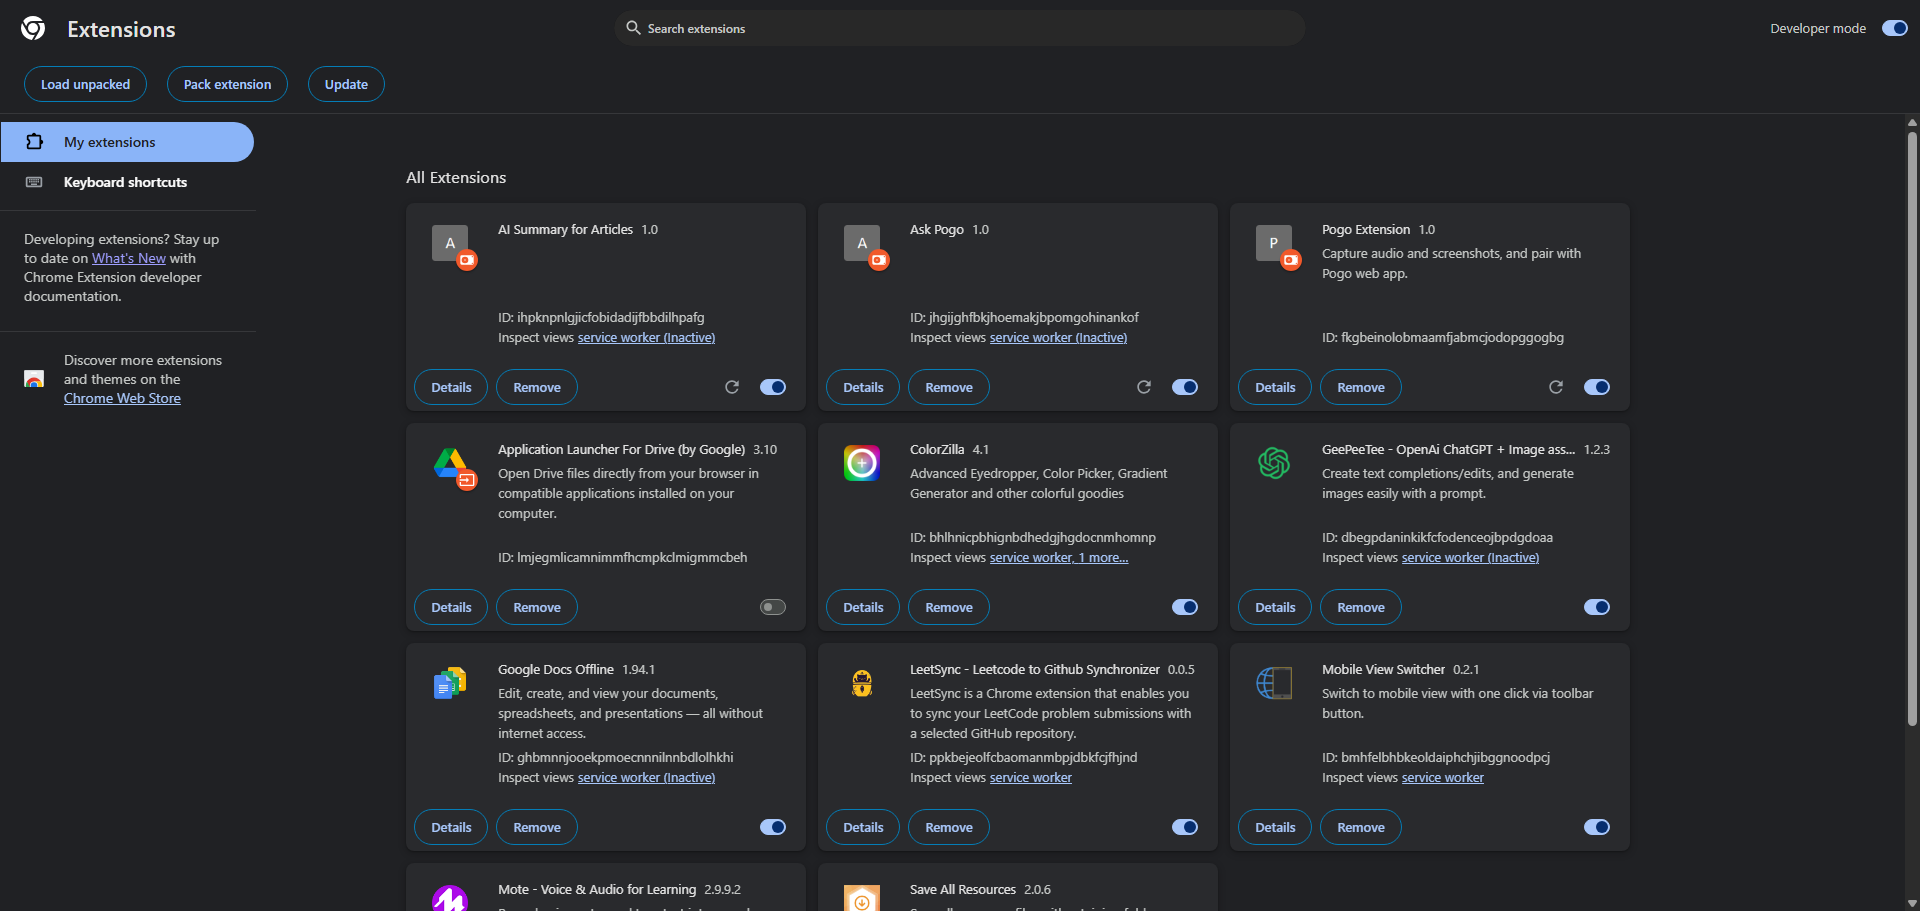 Extensions
Search extensions
Developer mode
Load unpacked
Pack extension
Update
My extensions
Keyboard shortcuts
Developing extensions? Stay up
to date on What's New with
Chrome Extension developer
documentation.
Discover more extensions
and themes on the
Chrome Web Store
All Extensions
A
AI Summary for Articles 1.0
ID: ihpknpnlgjicfobidadijfbbdilhpafg
Inspect views service worker (Inactive)
Details
Remove
A
Ask Pogo 1.0
ID: jhgijghfbkjhoemakjbpomgohinankof
Inspect views service worker (Inactive)
Details
Remove
P
Pogo Extension 1.0
Capture audio and screenshots, and pair with
Pogo web app.
ID: fkgbeinolobmaamfjabmcjodopggogbg
Details
Remove
Application Launcher For Drive (by Google) 3.10
Open Drive files directly from your browser in
compatible applications installed on your
computer.
ID: lmjegmlicamnimmfhcmpkclmigmmcbeh
Details
Remove
ColorZilla 4.1
Advanced Eyedropper, Color Picker, Gradient
Generator and other colorful goodies
ID: bhlhnicpbhignbdhedgjhgdocnmhomnp
Inspect views service worker, 1 more...
Details
Remove
GeePeeTee - OpenAi ChatGPT + Image ass... 1.2.3
Create text completions/edits, and generate
images easily with a prompt.
ID: dbegpdaninkikfcfodenceojbpdgdoaa
Inspect views service worker (Inactive)
Details
Remove
Google Docs Offline 1.94.1
Edit, create, and view your documents,
spreadsheets, and presentations — all without
internet access.
ID: ghbmnnjooekpmoecnnnilnnbdlolhkhi
Inspect views service worker (Inactive)
Details
Remove
LeetSync - Leetcode to Github Synchronizer 0.0.5
LeetSync is a Chrome extension that enables you
to sync your LeetCode problem submissions with
a selected GitHub repository.
ID: ppkbejeolfcbaomanmbpjdbkfcjfhjnd
Inspect views service worker
Details
Remove
Mobile View Switcher 0.2.1
Switch to mobile view with one click via toolbar
button.
ID: bmhfelbhbkeoldaiphchjibggnoodpcj
Inspect views service worker
Details
Remove
Mote - Voice & Audio for Learning 2.9.9.2
Save All Resources 2.0.6